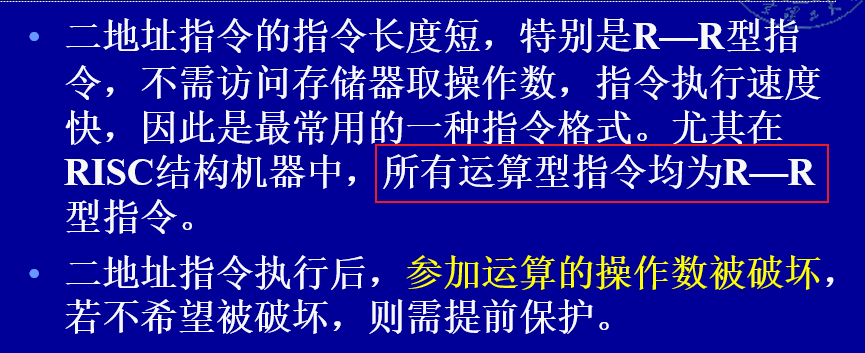 • 二地址指令的指令长度短，特别是R—R型指
令，不需访问存储器取操作数，指令执行速度
快，因此是最常用的一种指令格式。尤其在
RISC结构机器中，所有运算型指令均为R—R
型指令。
• 二地址指令执行后，参加运算的操作数被破坏，
若不希望被破坏，则需提前保护。